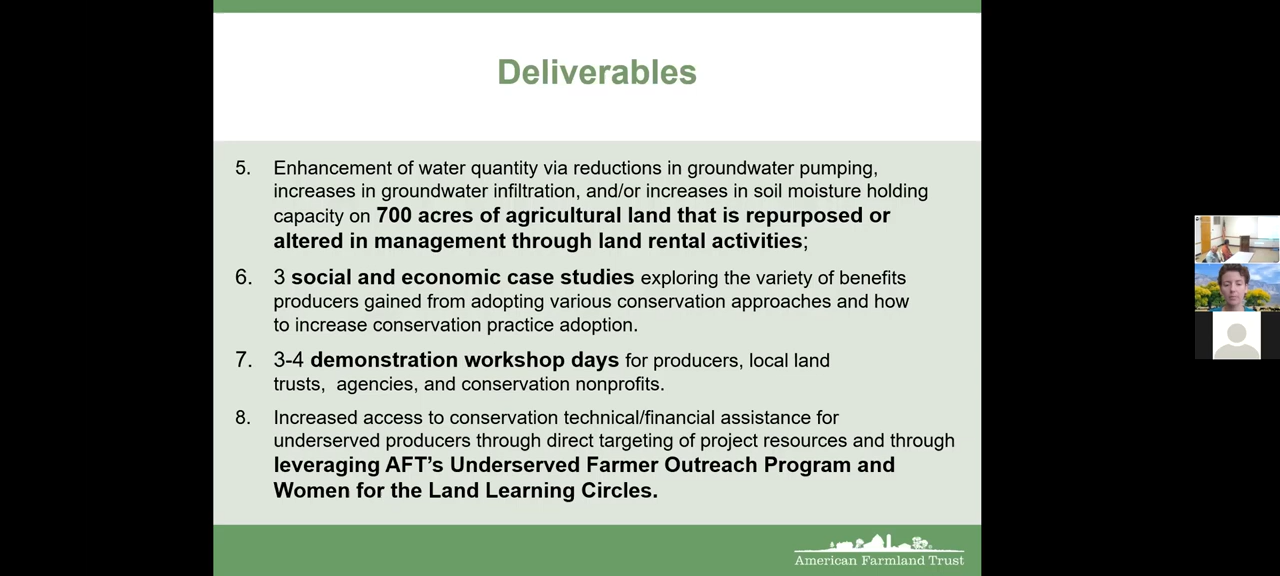 Deliverables
5. Enhancement of water quantity via reductions in groundwater pumping,
increases in groundwater infiltration, and/or increases in soil moisture holding
capacity on 700 acres of agricultural land that is repurposed or
altered in management through land rental activities;
6. 3 social and economic case studies exploring the variety of benefits
producers gained from adopting various conservation approaches and how
to increase conservation practice adoption.
7. 3-4 demonstration workshop days for producers, local land
trusts, agencies, and conservation nonprofits.
8. Increased access to conservation technical/financial assistance for
underserved producers through direct targeting of project resources and through
leveraging AFT's Underserved Farmer Outreach Program and
Women for the Land Learning Circles.
American Farmland Trust